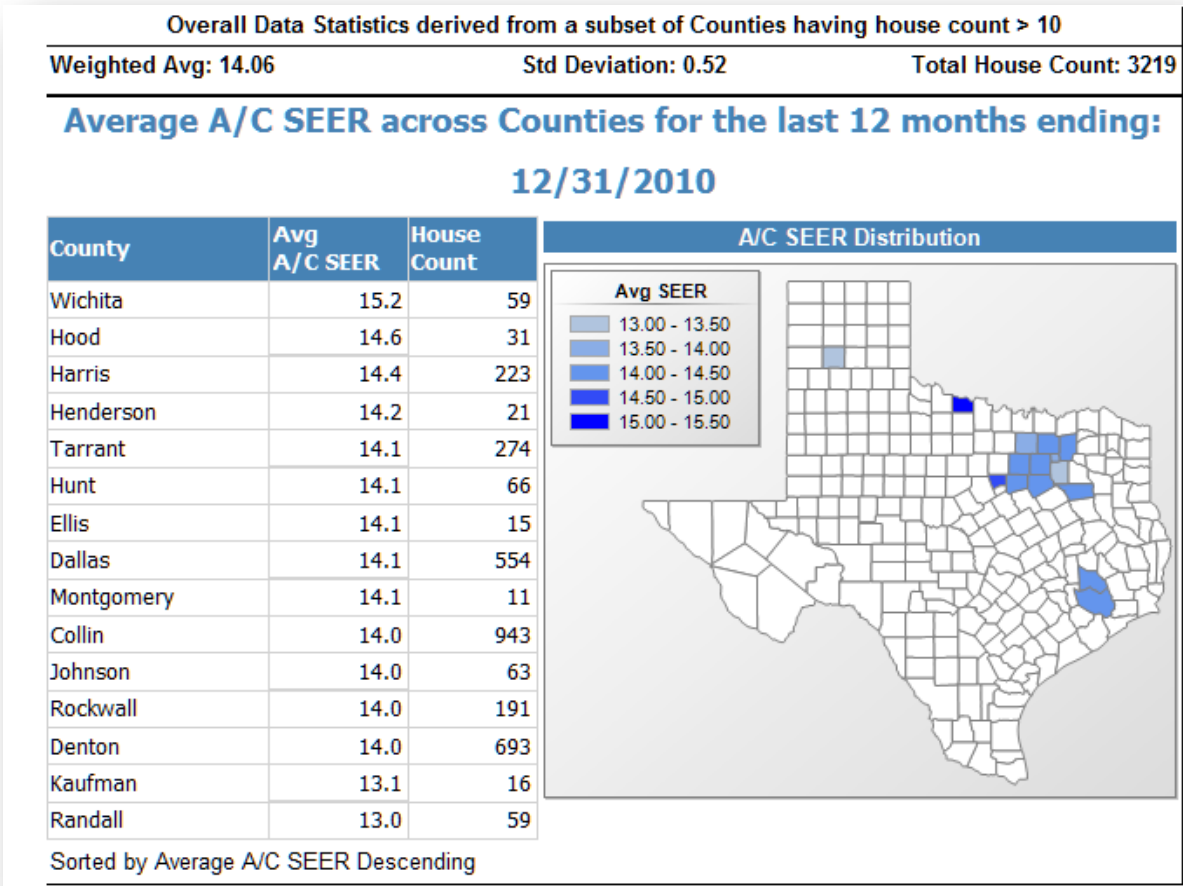 Overall Data Statistics derived from a subset of Counties having house count > 10
Weighted Avg: 14.06 Std Deviation: 0.52 Total House Count: 3219
Average A/C SEER across Counties for the last 12 months ending:
12/31/2010
County Avg A/C SEER House Count
Wichita 15.2 59
Hood 14.6 31
Harris 14.4 223
Henderson 14.2 21
Tarrant 14.1 274
Hunt 14.1 66
Ellis 14.1 15
Dallas 14.1 554
Montgomery 14.1 11
Collin 14.0 943
Johnson 14.0 63
Rockwall 14.0 191
Denton 14.0 693
Kaufman 13.1 16
Randall 13.0 59
Sorted by Average A/C SEER Descending
A/C SEER Distribution
Avg SEER
13.00 - 13.50
13.50 - 14.00
14.00 - 14.50
14.50 - 15.00
15.00 - 15.50